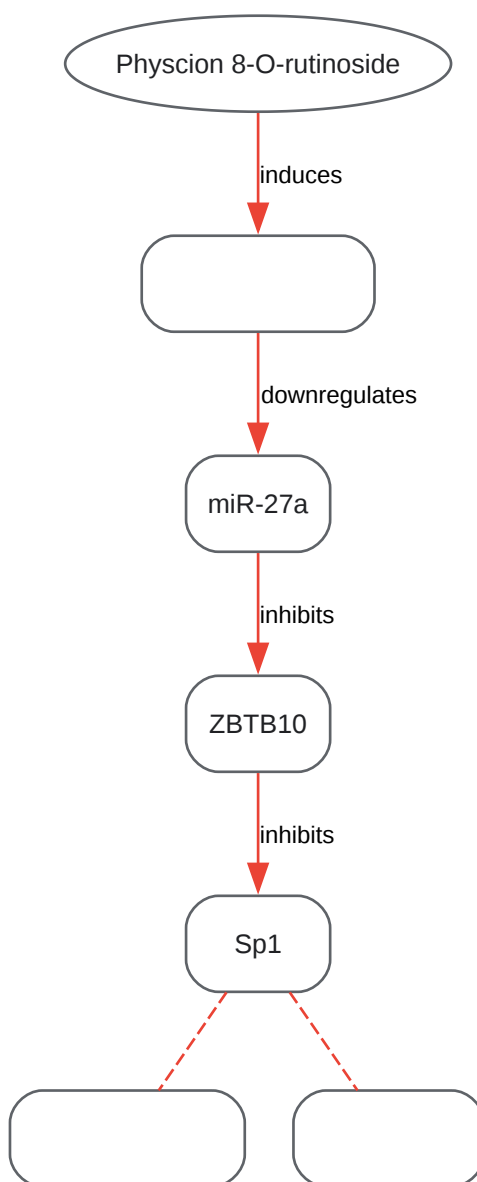 Physcion 8-O-rutinoside
induces
downregulates
miR-27a
inhibits
ZBTB10
inhibits
Sp1